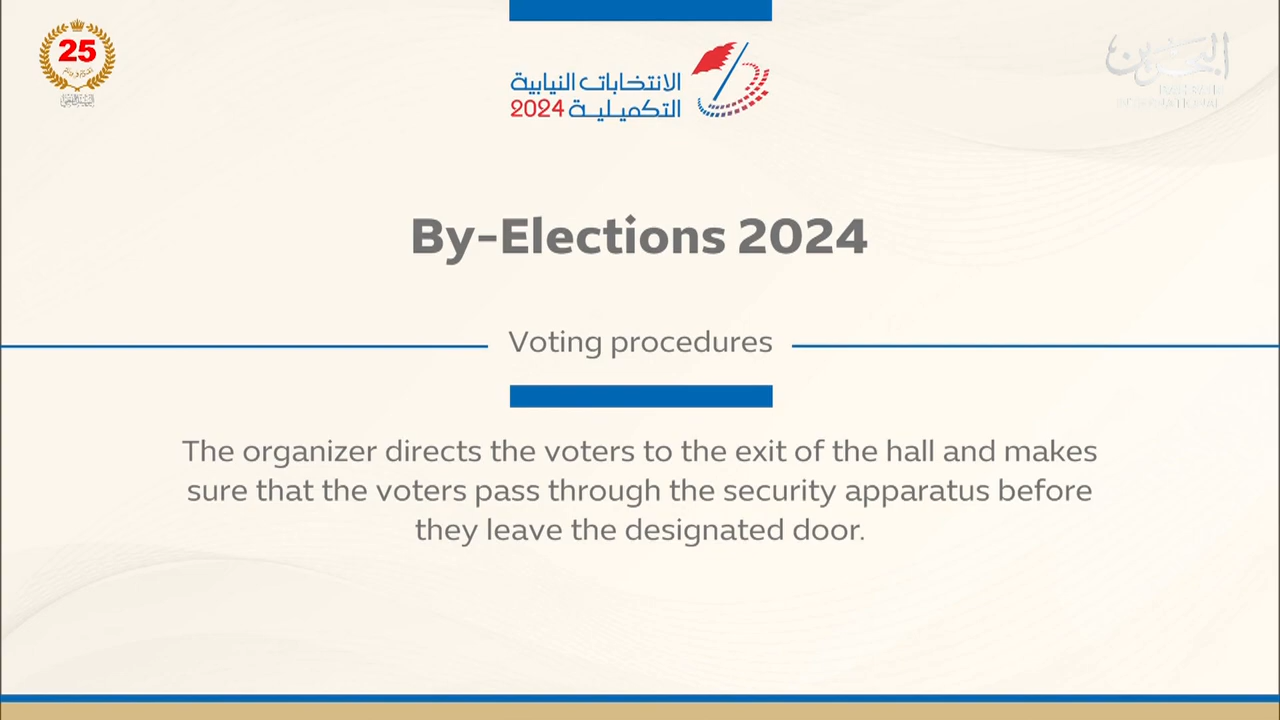 25
البحرين
BAHRAIN
INTERNATIONAL
الانتخابات النيابية
التكميلية 2024
By-Elections 2024
Voting procedures
The organizer directs the voters to the exit of the hall and makes
sure that the voters pass through the security apparatus before
they leave the designated door.